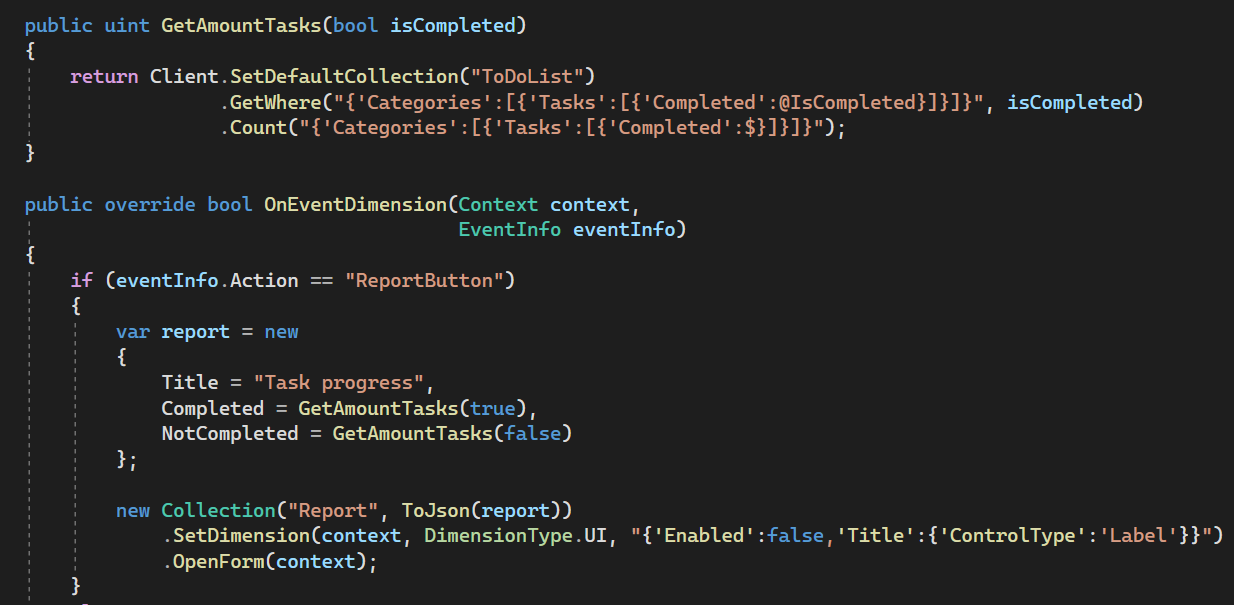 public uint GetAmountTasks(bool isCompleted)
{
    return Client.SetDefaultCollection("ToDoList")
                 .GetWhere("{'Categories':[{'Tasks':[{'Completed':@IsCompleted}]}]}", isCompleted)
                 .Count("{'Categories':[{'Tasks':[{'Completed':$}]}]}");
}

public override bool OnEventDimension(Context context,
                                      EventInfo eventInfo)
{
    if (eventInfo.Action == "ReportButton")
    {
        var report = new
        {
            Title = "Task progress",
            Completed = GetAmountTasks(true),
            NotCompleted = GetAmountTasks(false)
        };

        new Collection("Report", ToJson(report))
            .SetDimension(context, DimensionType.UI, "{'Enabled':false,'Title':{'ControlType':'Label'}}")
            .OpenForm(context);
    }